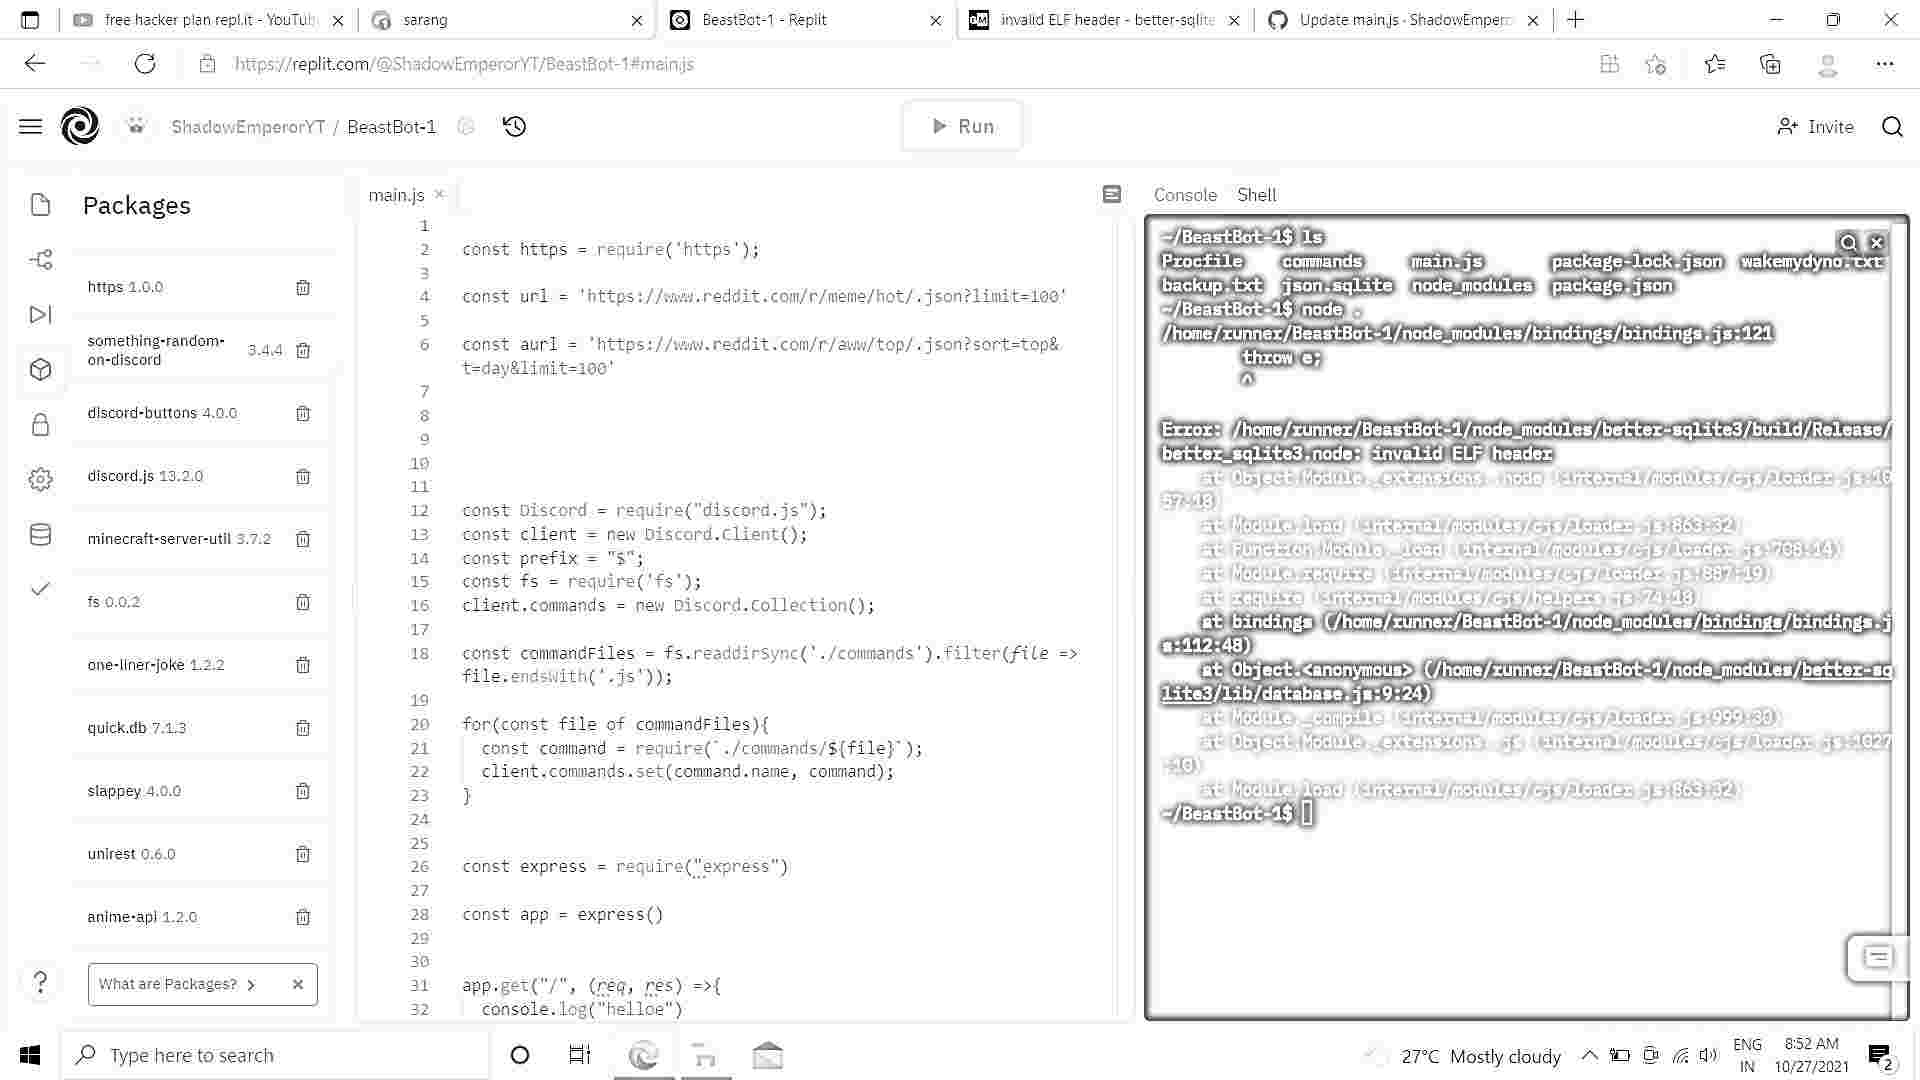 free hacker plan repl.it - YouTub
sarang
BeastBot-1 - Replit
invalid ELF header - better-sqlite
Update main.js · ShadowEmpero
https://replit.com/@ShadowEmperorYT/BeastBot-1#main.js
ShadowEmperorYT / BeastBot-1
Run
Invite
Packages
https 1.0.0
something-random-
on-discord
3.4.4
discord-buttons 4.0.0
discord.js 13.2.0
minecraft-server-util 3.7.2
fs 0.0.2
one-liner-joke 1.2.2
quick.db 7.1.3
slappey 4.0.0
unirest 0.6.0
anime-api 1.2.0
What are Packages?
main.js
1
2 const https = require('https');
3
4 const url = 'https://www.reddit.com/r/meme/hot/.json?limit=100'
5
6 const aurl = 'https://www.reddit.com/r/aww/top/.json?sort=top&
t=day&limit=100'
7
8
9
10
11
12 const Discord = require("discord.js");
13 const client = new Discord.Client();
14 const prefix = "$";
15 const fs = require('fs');
16 client.commands = new Discord.Collection();
17
18 const commandFiles = fs.readdirSync('./commands').filter(file =>
file.endsWith('.js'));
19
20 for(const file of commandFiles){
21 const command = require(`./commands/${file}`);
22 client.commands.set(command.name, command);
23 }
24
25
26 const express = require("express")
27
28 const app = express()
29
30
31 app.get("/", (req, res) =>{
32 console.log("helloe")
Console Shell
~/BeastBot-1$ ls
Procfile commands main.js package-lock.json wakemydyno.txt
backup.txt json.sqlite node_modules package.json
~/BeastBot-1$ node .
/home/runner/BeastBot-1/node_modules/bindings/bindings.js:121
throw e;
^
Error: /home/runner/BeastBot-1/node_modules/better-sqlite3/build/Release/
better_sqlite3.node: invalid ELF header
at Object.Module._extensions..node (internal/modules/cjs/loader.js:10
57:18)
at Module.load (internal/modules/cjs/loader.js:863:32)
at Function.Module._load (internal/modules/cjs/loader.js:708:14)
at Module.require (internal/modules/cjs/loader.js:887:19)
at require (internal/modules/cjs/helpers.js:74:18)
at bindings (/home/runner/BeastBot-1/node_modules/bindings/bindings.j
s:112:48)
at Object.<anonymous> (/home/runner/BeastBot-1/node_modules/better-sq
lite3/lib/database.js:9:24)
at Module._compile (internal/modules/cjs/loader.js:999:30)
at Object.Module._extensions..js (internal/modules/cjs/loader.js:1027
:10)
at Module.load (internal/modules/cjs/loader.js:863:32)
~/BeastBot-1$
Type here to search
27°C Mostly cloudy
ENG
IN
8:52 AM
10/27/2021
2